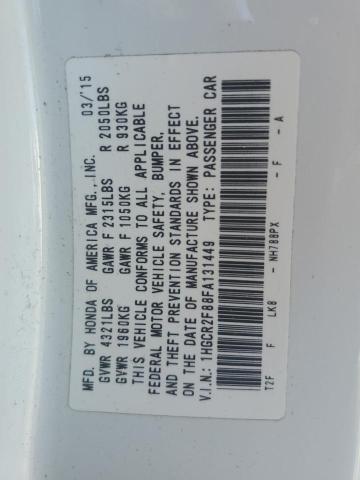 MFD. BY HONDA OF AMERICA MFG., INC. 03/'15
GVWR 4321LBS GAWR F 2315LBS R 2050LBS
GVWR 1960KG GAWR F 1050KG R 930KG
THIS VEHICLE CONFORMS TO ALL APPLICABLE
FEDERAL MOTOR VEHICLE SAFETY, BUMPER,
AND THEFT PREVENTION STANDARDS IN EFFECT
ON THE DATE OF MANUFACTURE SHOWN ABOVE.
V.I.N.: 1HGCR2F88FA131449 TYPE: PASSENGER CAR
T2F F LK8 - NH788PX - F - A